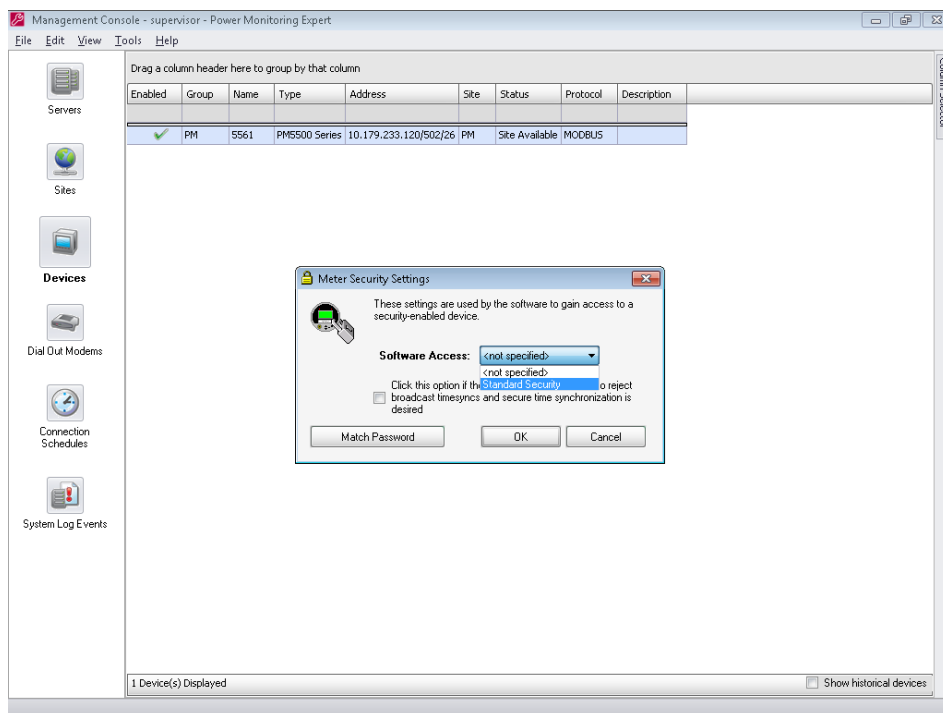 Management Console - supervisor - Power Monitoring Expert
File Edit View Tools Help
Drag a column header here to group by that column
Enabled Group Name Type Address Site Status Protocol Description
PM 5561 PM5500 Series 10.179.233.120/502/26 PM Site Available MODBUS
Servers
Sites
Devices
Dial Out Modems
Connection
Schedules
System Log Events
Meter Security Settings
These settings are used by the software to gain access to a
security-enabled device.
Software Access: <not specified>
<not specified>
Standard Security
Click this option if the o reject
broadcast timesyncs and secure time synchronization is
desired
Match Password OK Cancel
1 Device(s) Displayed
Show historical devices